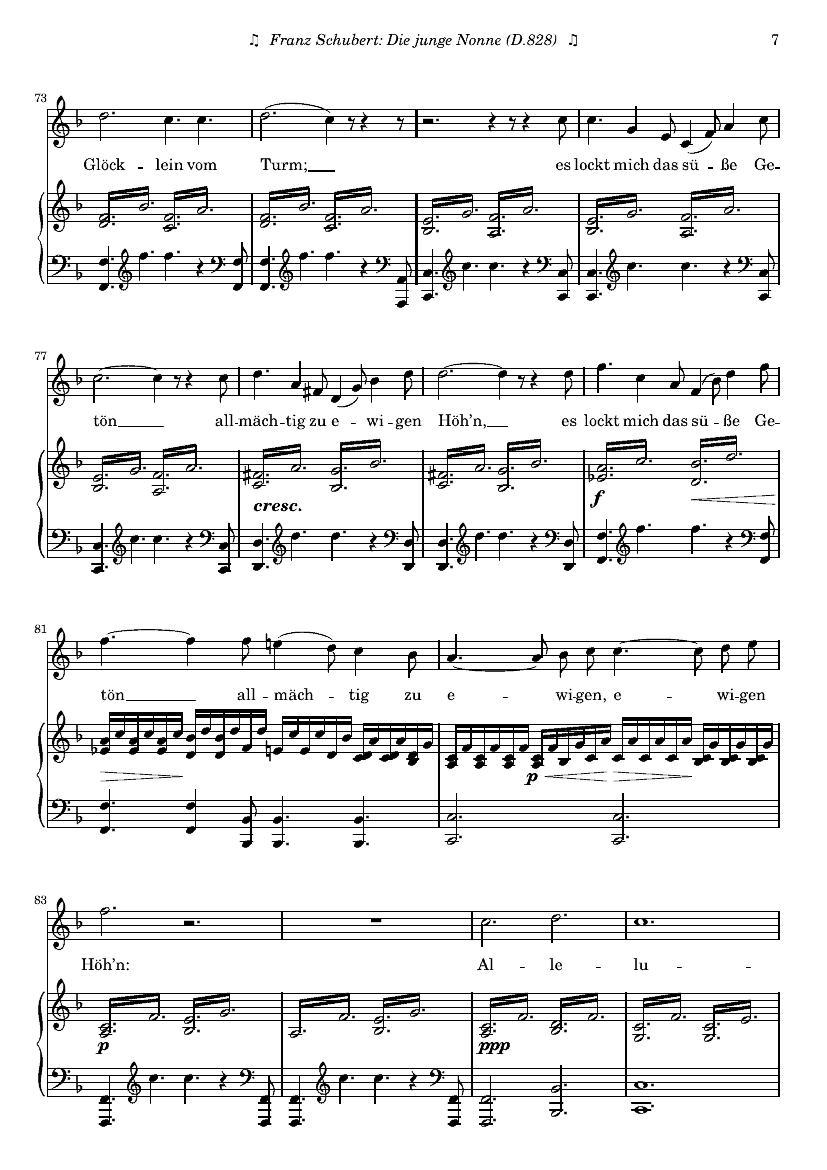 ♫ Franz Schubert: Die junge Nonne (D.828) ♫ 7
73
Glöck – lein vom Turm; es lockt mich das sü – ße Ge–
77
tön all–mäch–tig zu e – wi–gen Höh’n, es lockt mich das sü – ße Ge–
cresc. f
81
tön all – mäch – tig zu e – wi–gen, e – wi–gen
p
83
Höh’n: Al – le – lu –
p ppp